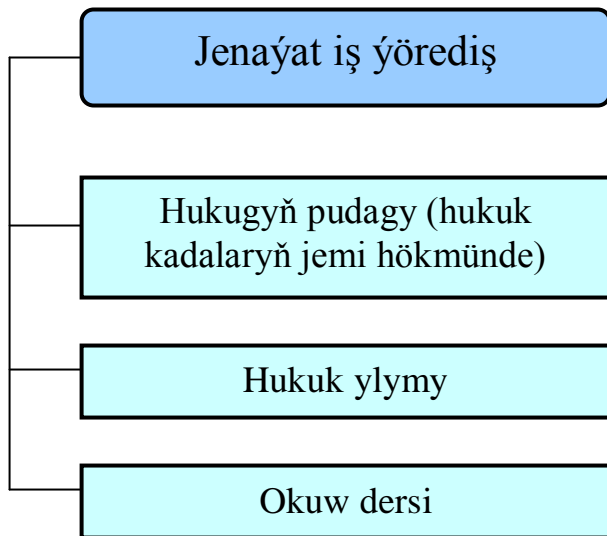 Jenaýat iş ýörediş
Hukugyň pudagy (hukuk
kadalaryň jemi hökmünde)
Hukuk ylymy
Okuw dersi